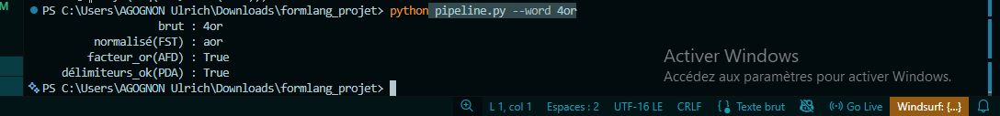 M
PS C:\Users\AGOGNON Ulrich\Downloads\formlang_projet> python pipeline.py --word 4or
brut : 4or
normalisé(FST) : aor
facteur_or(AFD) : True
délimiteurs_ok(PDA) : True
PS C:\Users\AGOGNON Ulrich\Downloads\formlang_projet>
Activer Windows
Accédez aux paramètres pour activer Windows.
L 1, col 1 Espaces : 2 UTF-16 LE CRLF Texte brut Go Live Windsurf: {...}